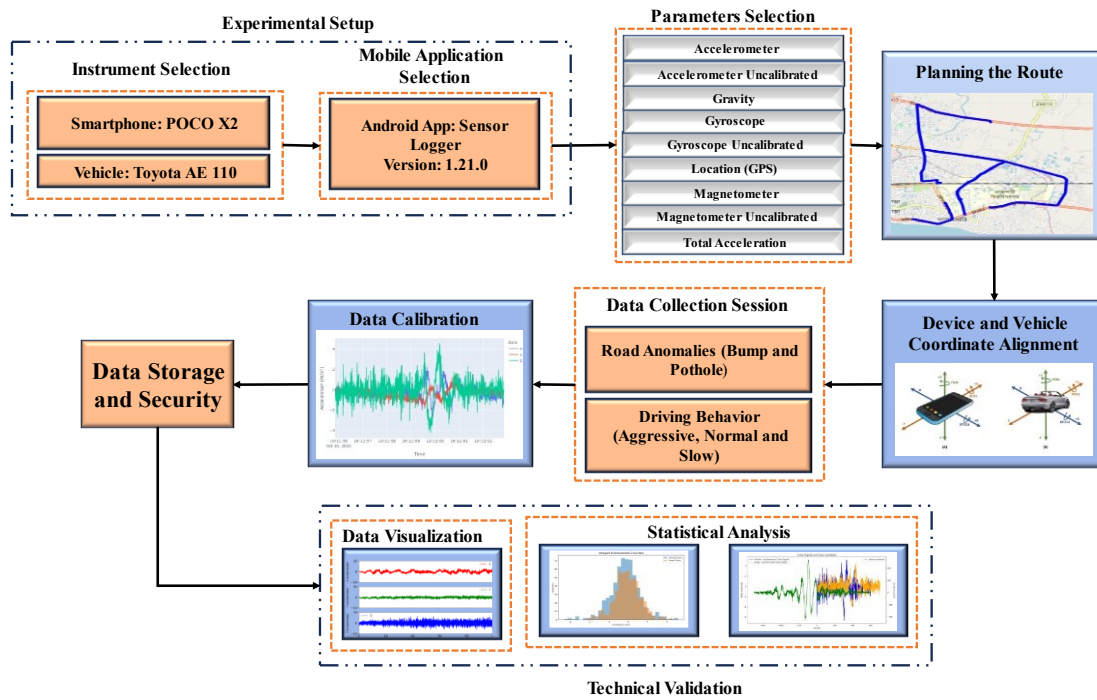 Experimental Setup
Instrument Selection
Smartphone: POCO X2
Vehicle: Toyota AE 110
Mobile Application
Selection
Android App: Sensor
Logger
Version: 1.21.0
Parameters Selection
Accelerometer
Accelerometer Uncalibrated
Gravity
Gyroscope
Gyroscope Uncalibrated
Location (GPS)
Magnetometer
Magnetometer Uncalibrated
Total Acceleration
Planning the Route
Device and Vehicle
Coordinate Alignment
Data Collection Session
Road Anomalies (Bump and
Pothole)
Driving Behavior
(Aggressive, Normal and
Slow)
Data Calibration
Time
Data Storage
and Security
Data Visualization
Statistical Analysis
Technical Validation